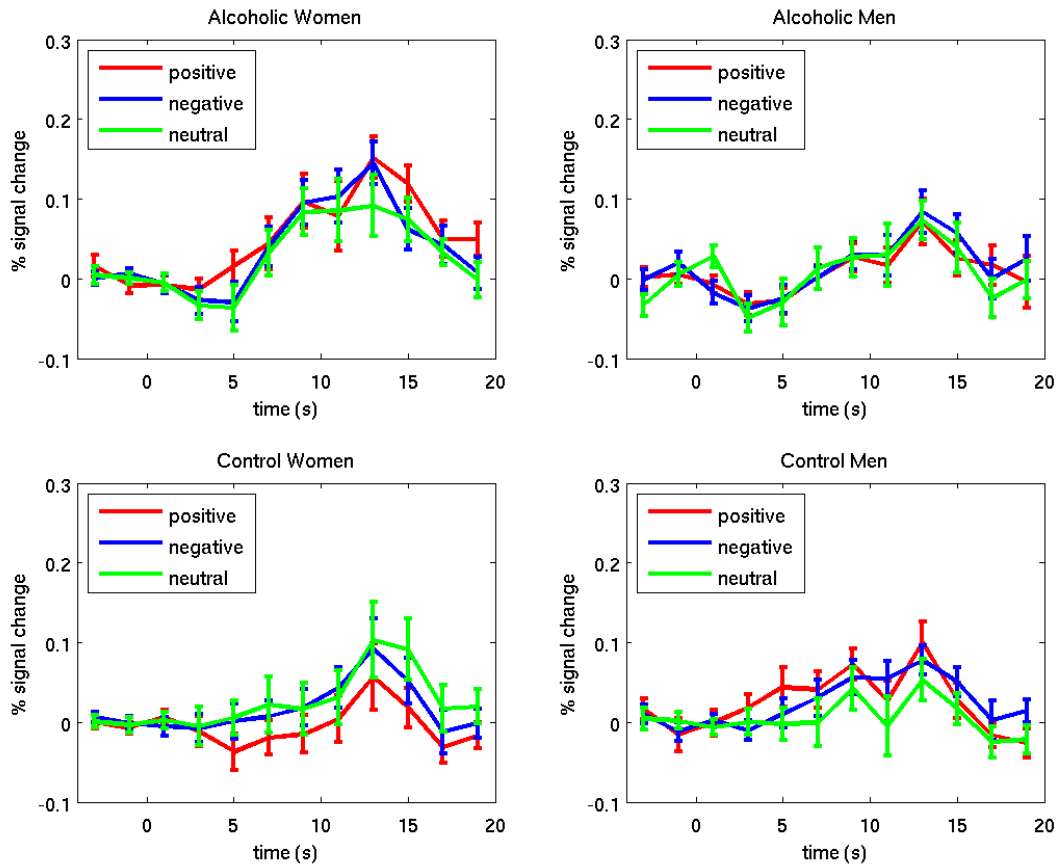 Alcoholic Women
0.3
0.2
0.1
0
-0.1
% signal change
positive
negative
neutral
0 5 10 15 20
time (s)
Alcoholic Men
0.3
0.2
0.1
0
-0.1
% signal change
positive
negative
neutral
0 5 10 15 20
time (s)
Control Women
0.3
0.2
0.1
0
-0.1
% signal change
positive
negative
neutral
0 5 10 15 20
time (s)
Control Men
0.3
0.2
0.1
0
-0.1
% signal change
positive
negative
neutral
0 5 10 15 20
time (s)